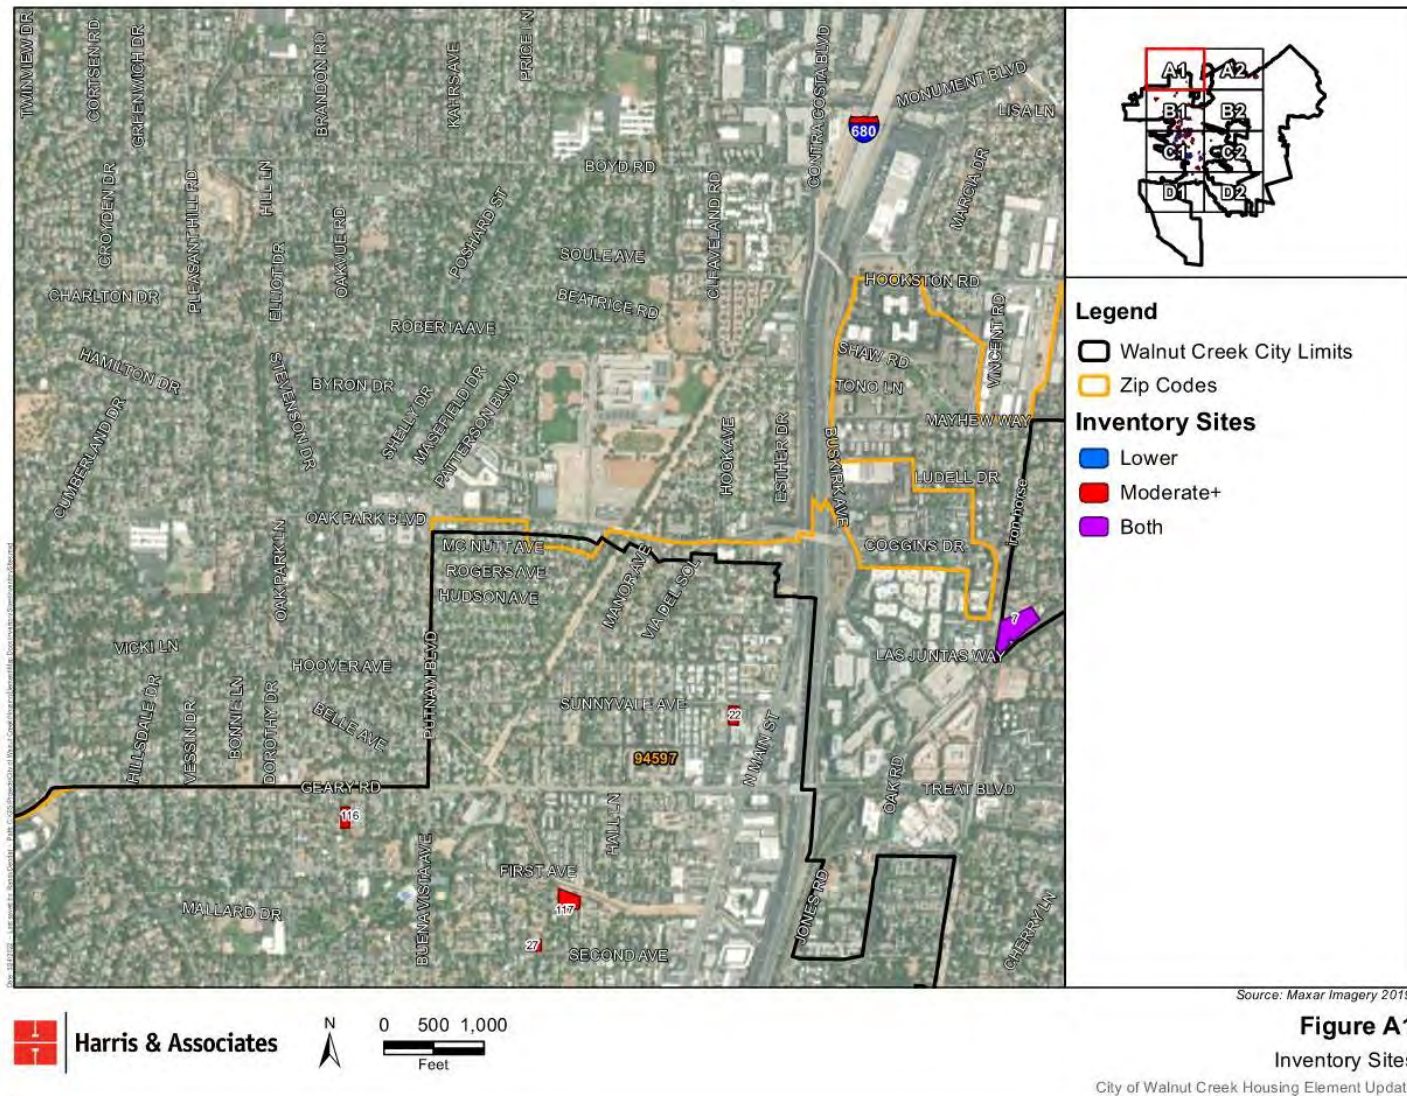 TWINVIEW DR
CORTSEN RD
GREENWICH DR
BRANDON RD
KAHRS AVE
PRICE LN
CONTRA COSTA BLVD
MONUMENT BLVD
LISA LN
680
BOYD RD
MARCIA DR
CROYDEN DR
PLEASANT HILL RD
HILL LN
OAKVUE RD
POSHARD ST
CLEAVELAND RD
SOULE AVE
ELLIOT DR
HOOKSTON RD
CHARLTON DR
BEATRICE RD
ROBERTA AVE
VINCENT RD
HAMILTON DR
STEVENSON DR
BYRON DR
SHELLY DR
MASEFIELD DR
PATTERSON BLVD
SHAW RD
TONO LN
CUMBERLAND DR
HOOK AVE
ESTHER DR
BUSKIRK AVE
MAYHEW WAY
LUDELL DR
iron horse
OAK PARK BLVD
OAK PARK LN
MC NUTT AVE
ROGERS AVE
HUDSON AVE
MANOR AVE
VIA DEL SOL
COGGINS DR
7
VICKI LN
HOOVER AVE
PUTNAM BLVD
LAS JUNTAS WAY
HILLSDALE DR
VESSIN DR
BONNIE LN
DOROTHY DR
BELLE AVE
SUNNYVALE AVE
22
N MAIN ST
94597
OAK RD
GEARY RD
TREAT BLVD
116
HALL LN
BUENA VISTA AVE
FIRST AVE
117
JONES RD
MALLARD DR
27
SECOND AVE
CHERRY LN
A1
A2
B1
B2
C1
C2
D1
D2
Legend
Walnut Creek City Limits
Zip Codes
Inventory Sites
Lower
Moderate+
Both
Source: Maxar Imagery 2019
Harris & Associates
N
0 500 1,000
Feet
Figure A1
Inventory Sites
City of Walnut Creek Housing Element Updat